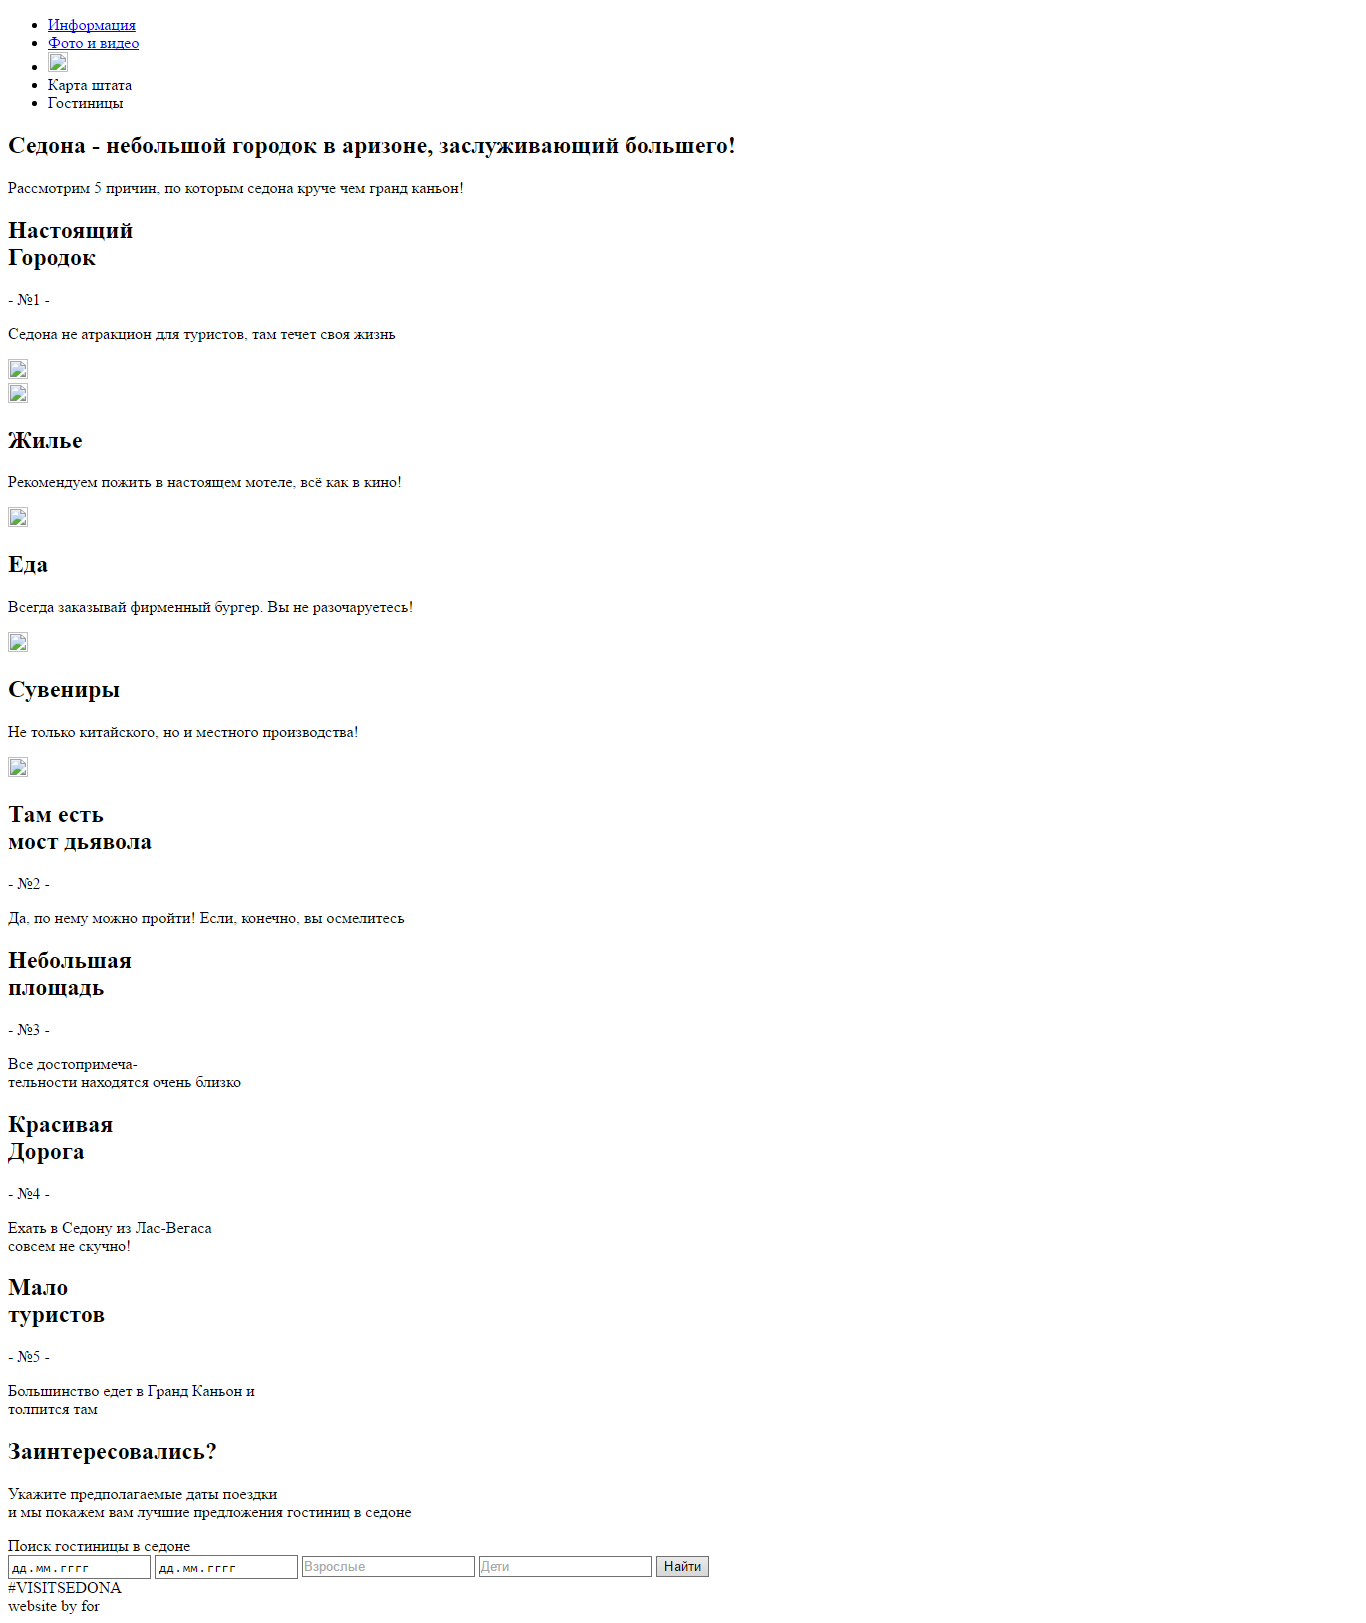 Информация
Фото и видео
Карта штата
Гостиницы
Седона - небольшой городок в аризоне, заслуживающий большего!
Рассмотрим 5 причин, по которым седона круче чем гранд каньон!
Настоящий
Городок
- №1 -
Седона не атракцион для туристов, там течет своя жизнь
Жилье
Рекомендуем пожить в настоящем мотеле, всё как в кино!
Еда
Всегда заказывай фирменный бургер. Вы не разочаруетесь!
Сувениры
Не только китайского, но и местного производства!
Там есть
мост дьявола
- №2 -
Да, по нему можно пройти! Если, конечно, вы осмелитесь
Небольшая
площадь
- №3 -
Все достопримеча-
тельности находятся очень близко
Красивая
Дорога
- №4 -
Ехать в Седону из Лас-Вегаса
совсем не скучно!
Мало
туристов
- №5 -
Большинство едет в Гранд Каньон и
толпится там
Заинтересовались?
Укажите предполагаемые даты поездки
и мы покажем вам лучшие предложения гостиниц в седоне
Поиск гостиницы в седоне
дд.мм.гггг дд.мм.гггг Взрослые Дети Найти
#VISITSEDONA
website by for